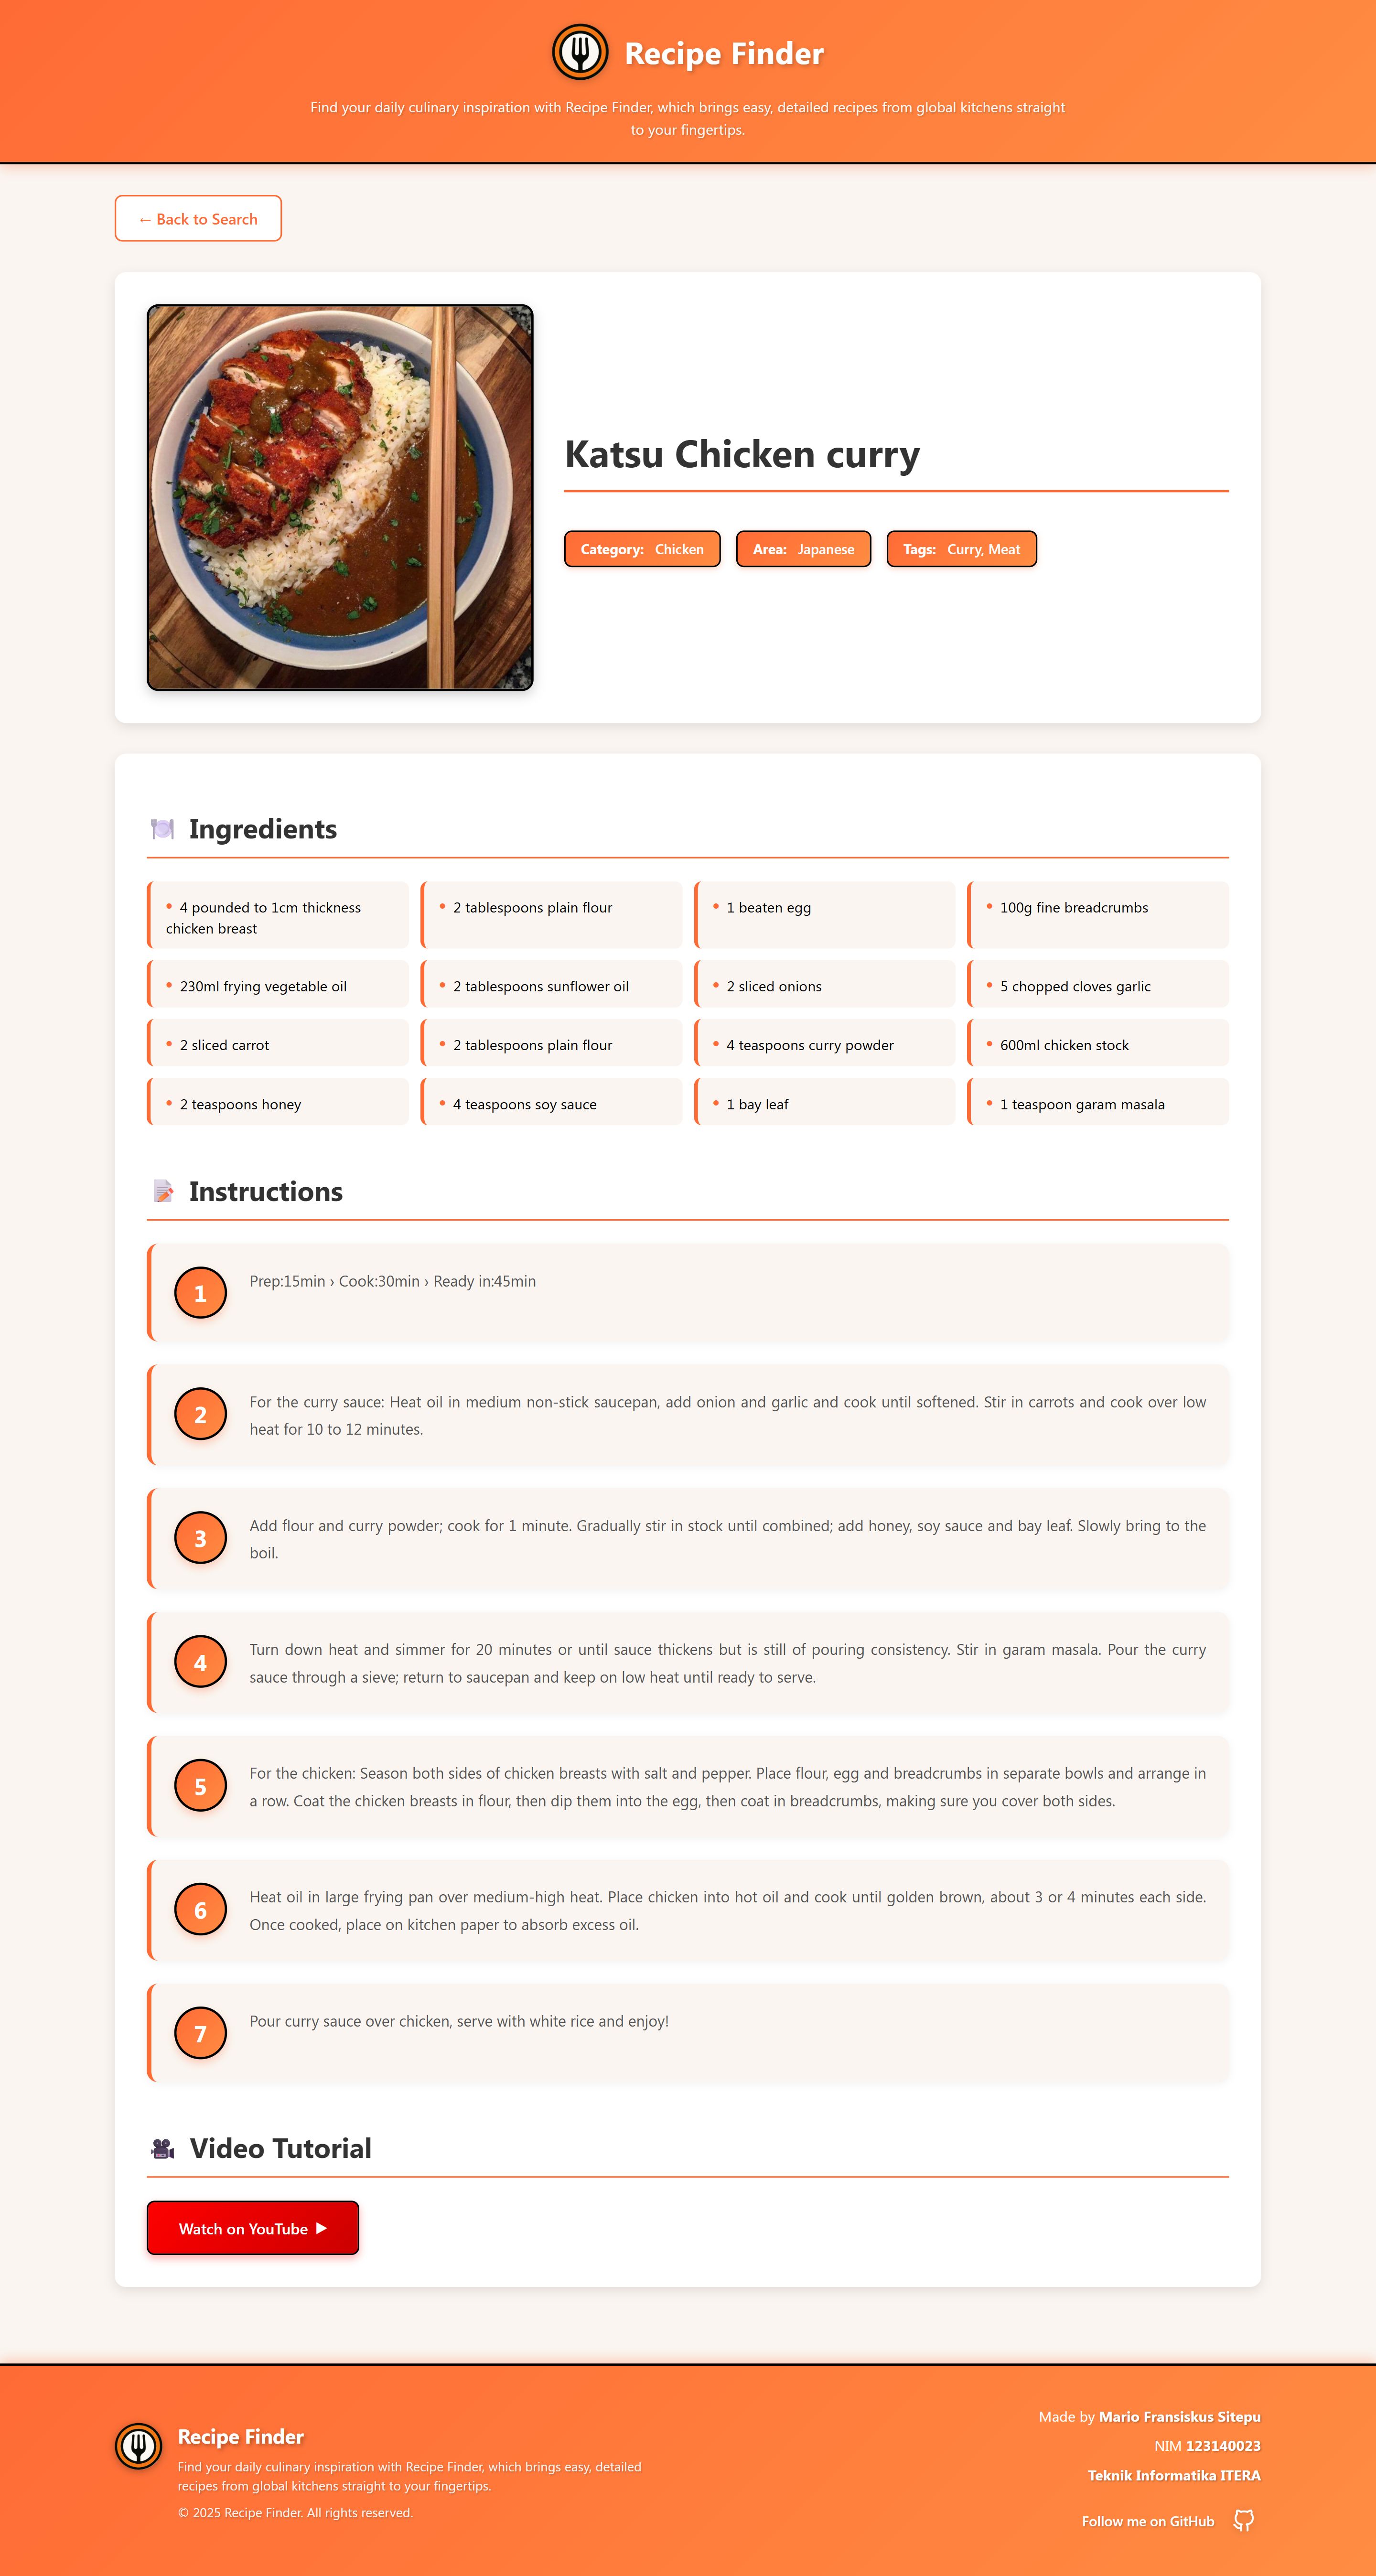 Recipe Finder
Find your daily culinary inspiration with Recipe Finder, which brings easy, detailed recipes from global kitchens straight
to your fingertips.
← Back to Search
Katsu Chicken curry
Category: Chicken
Area: Japanese
Tags: Curry, Meat
Ingredients
• 4 pounded to 1cm thickness
chicken breast
• 2 tablespoons plain flour
• 1 beaten egg
• 100g fine breadcrumbs
• 230ml frying vegetable oil
• 2 tablespoons sunflower oil
• 2 sliced onions
• 5 chopped cloves garlic
• 2 sliced carrot
• 2 tablespoons plain flour
• 4 teaspoons curry powder
• 600ml chicken stock
• 2 teaspoons honey
• 4 teaspoons soy sauce
• 1 bay leaf
• 1 teaspoon garam masala
Instructions
1
Prep:15min › Cook:30min › Ready in:45min
2
For the curry sauce: Heat oil in medium non-stick saucepan, add onion and garlic and cook until softened. Stir in carrots and cook over low
heat for 10 to 12 minutes.
3
Add flour and curry powder; cook for 1 minute. Gradually stir in stock until combined; add honey, soy sauce and bay leaf. Slowly bring to the
boil.
4
Turn down heat and simmer for 20 minutes or until sauce thickens but is still of pouring consistency. Stir in garam masala. Pour the curry
sauce through a sieve; return to saucepan and keep on low heat until ready to serve.
5
For the chicken: Season both sides of chicken breasts with salt and pepper. Place flour, egg and breadcrumbs in separate bowls and arrange in
a row. Coat the chicken breasts in flour, then dip them into the egg, then coat in breadcrumbs, making sure you cover both sides.
6
Heat oil in large frying pan over medium-high heat. Place chicken into hot oil and cook until golden brown, about 3 or 4 minutes each side.
Once cooked, place on kitchen paper to absorb excess oil.
7
Pour curry sauce over chicken, serve with white rice and enjoy!
Video Tutorial
Watch on YouTube ▶
Recipe Finder
Find your daily culinary inspiration with Recipe Finder, which brings easy, detailed
recipes from global kitchens straight to your fingertips.
© 2025 Recipe Finder. All rights reserved.
Made by Mario Fransiskus Sitepu
NIM 123140023
Teknik Informatika ITERA
Follow me on GitHub